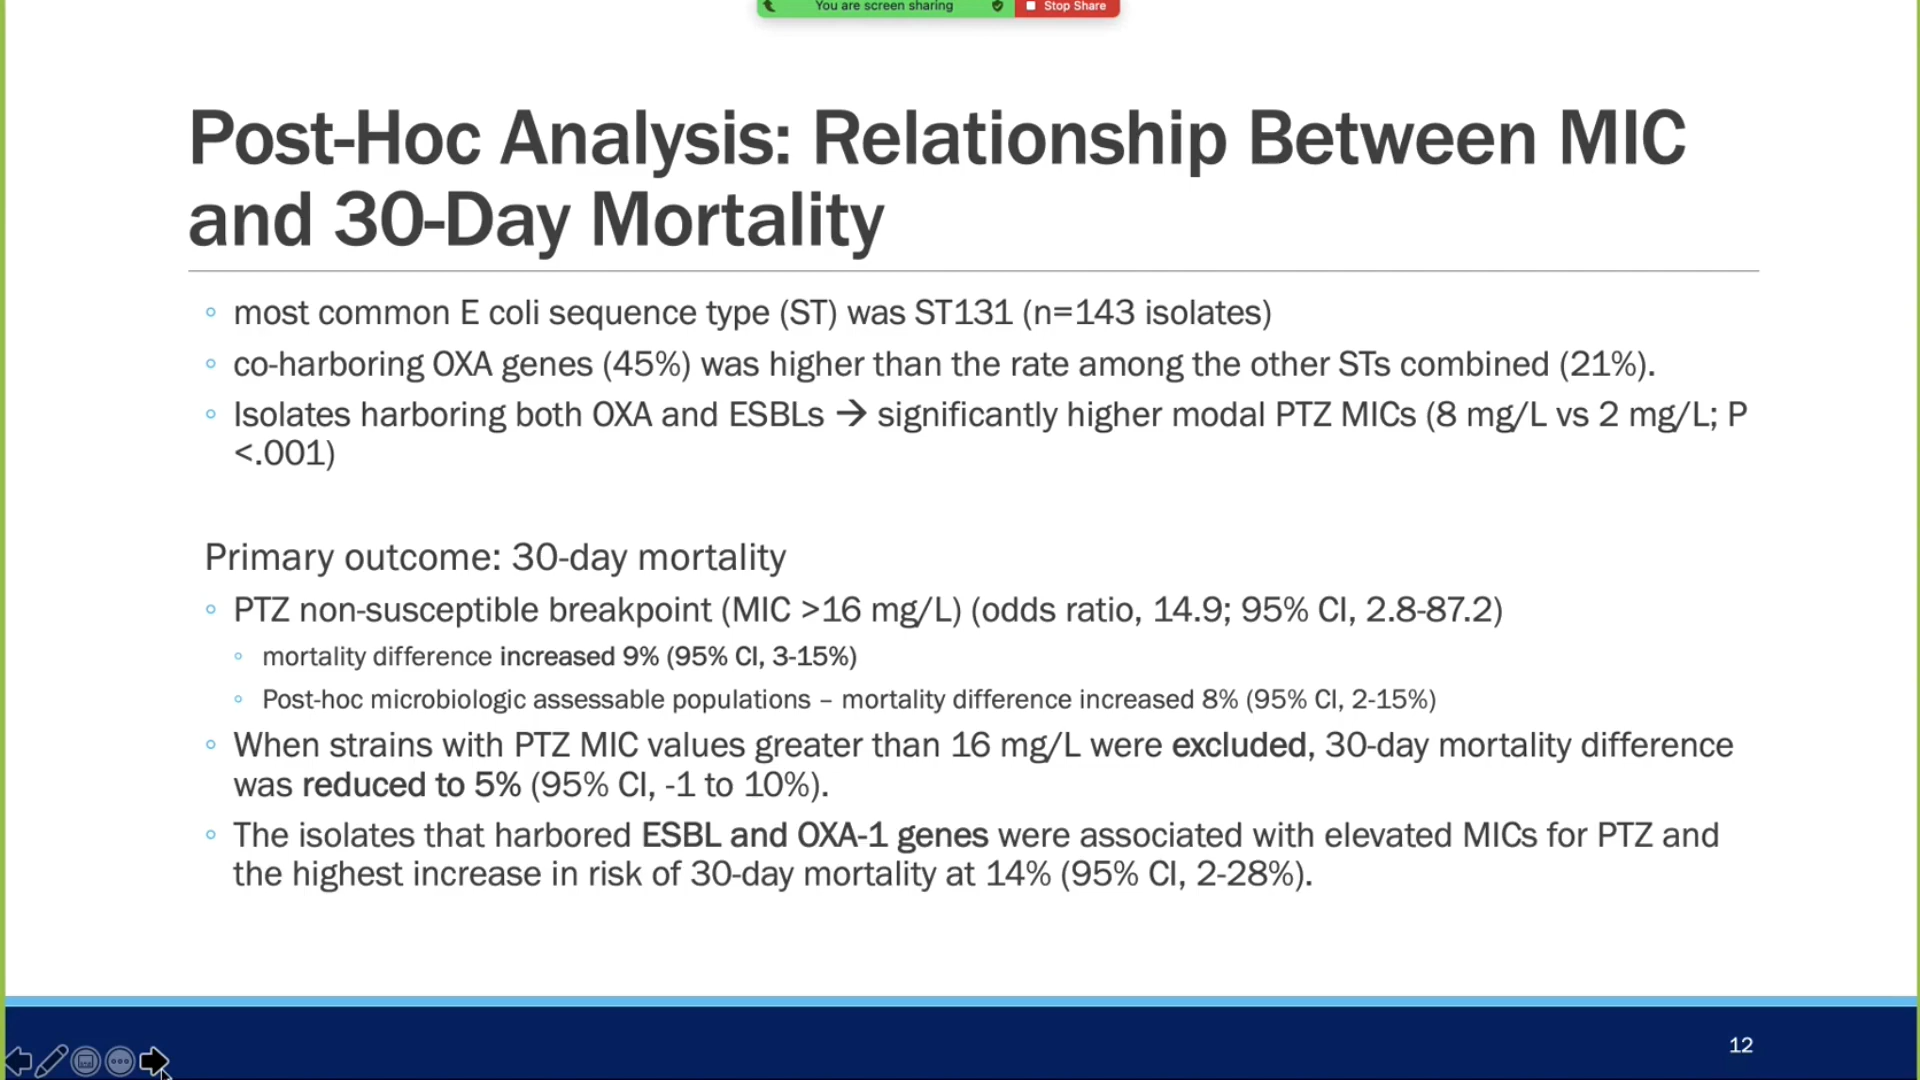 You are screen sharing
Stop Share
Post-Hoc Analysis: Relationship Between MIC
and 30-Day Mortality
most common E coli sequence type (ST) was ST131 (n=143 isolates)
co-harboring OXA genes (45%) was higher than the rate among the other STs combined (21%).
Isolates harboring both OXA and ESBLs → significantly higher modal PTZ MICs (8 mg/L vs 2 mg/L; P
<.001)
Primary outcome: 30-day mortality
PTZ non-susceptible breakpoint (MIC >16 mg/L) (odds ratio, 14.9; 95% CI, 2.8-87.2)
mortality difference increased 9% (95% CI, 3-15%)
Post-hoc microbiologic assessable populations – mortality difference increased 8% (95% CI, 2-15%)
When strains with PTZ MIC values greater than 16 mg/L were excluded, 30-day mortality difference
was reduced to 5% (95% CI, -1 to 10%).
The isolates that harbored ESBL and OXA-1 genes were associated with elevated MICs for PTZ and
the highest increase in risk of 30-day mortality at 14% (95% CI, 2-28%).
12